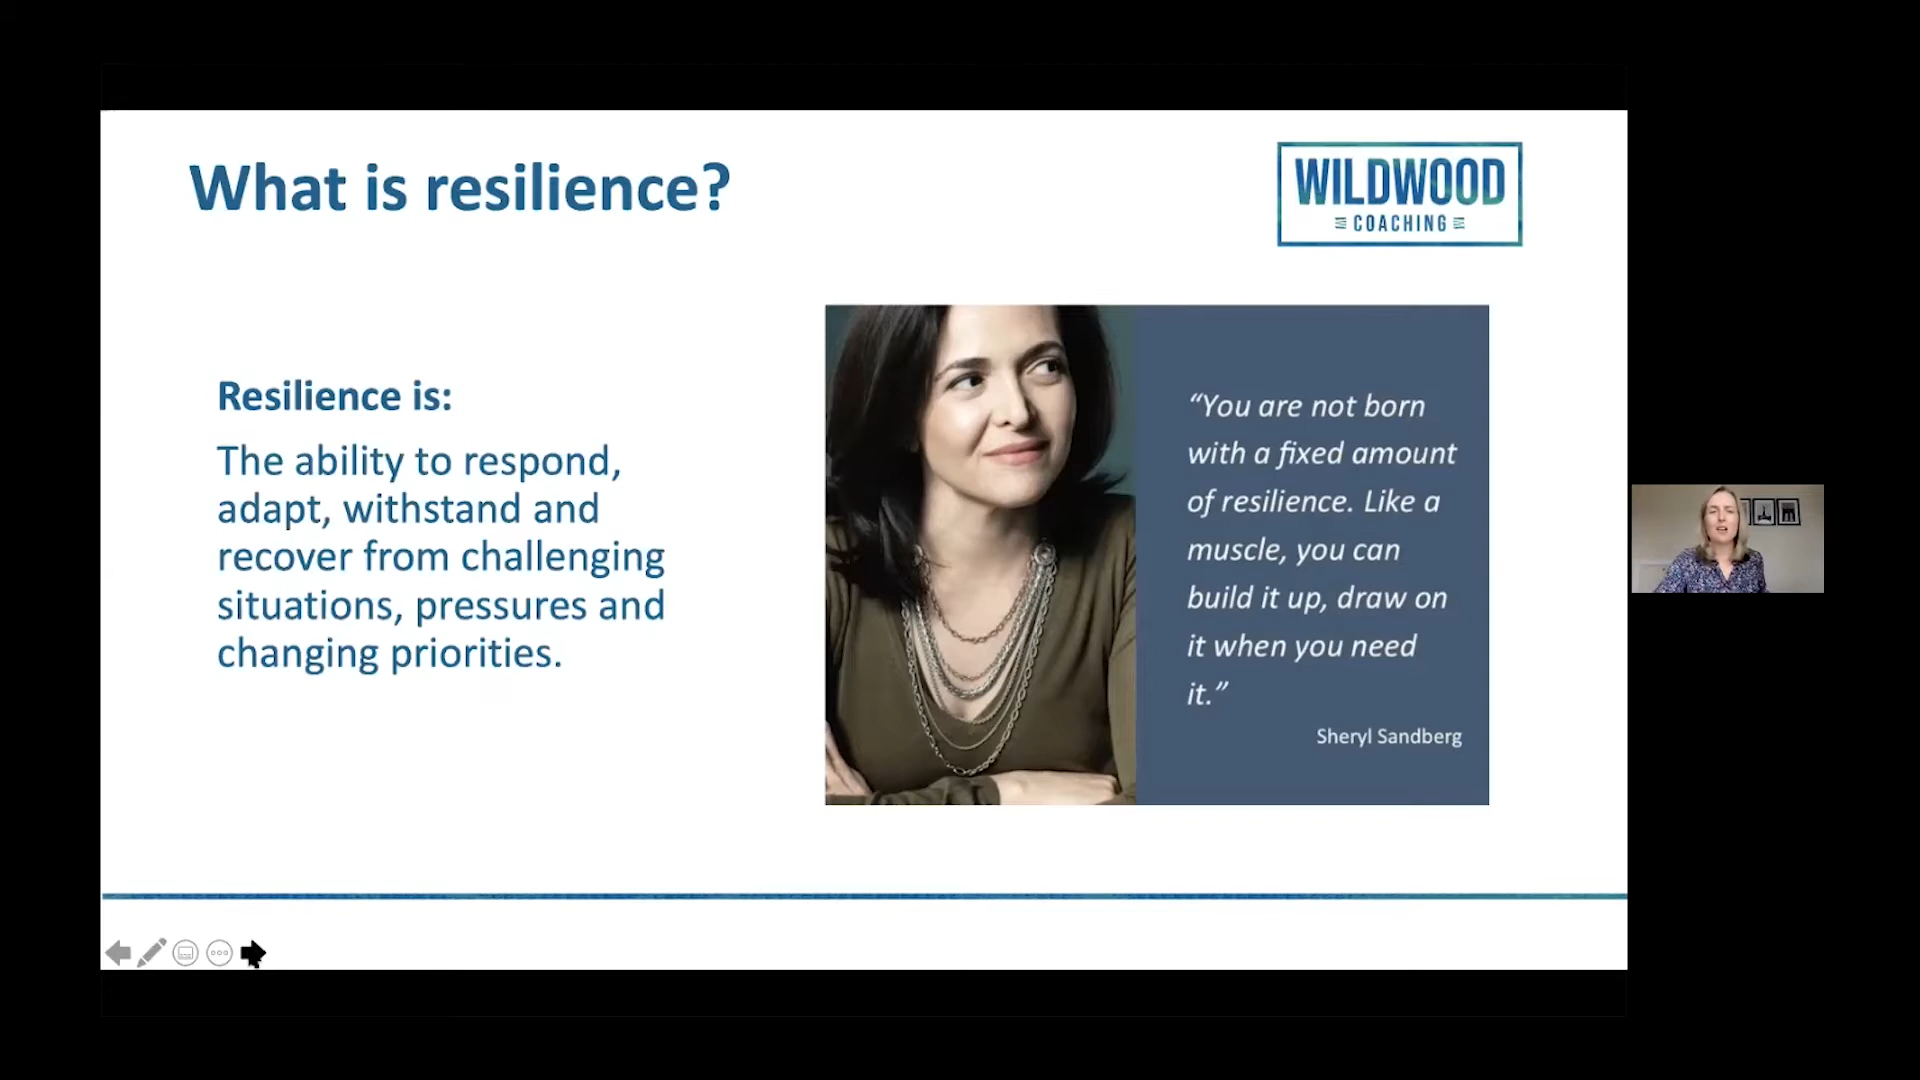 What is resilience?
WILDWOOD
COACHING
Resilience is:
The ability to respond,
adapt, withstand and
recover from challenging
situations, pressures and
changing priorities.
“You are not born
with a fixed amount
of resilience. Like a
muscle, you can
build it up, draw on
it when you need
it.”
Sheryl Sandberg